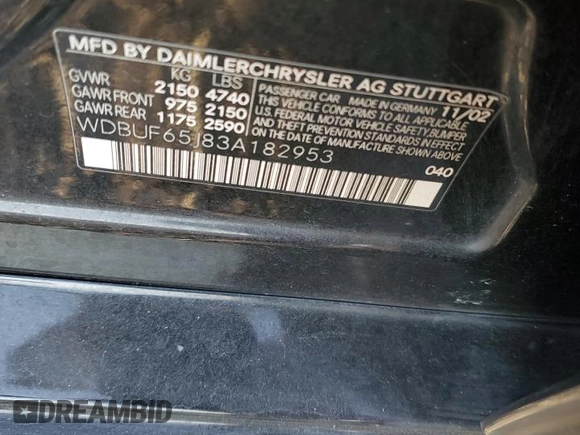 MFD BY DAIMLERCHRYSLER AG STUTTGART
KG LBS
GVWR 2150 4740
GAWR FRONT 975 2150
GAWR REAR 1175 2590
PASSENGER CAR
MADE IN GERMANY 11/02
THIS VEHICLE CONFORMS TO ALL APPLICABLE
U.S. FEDERAL MOTOR VEHICLE SAFETY, BUMPER
AND THEFT PREVENTION STANDARDS IN EFFECT
ON THE DATE OF MANUFACTURE SHOWN ABOVE
WDBUF65J83A182953
040
DREAMBID